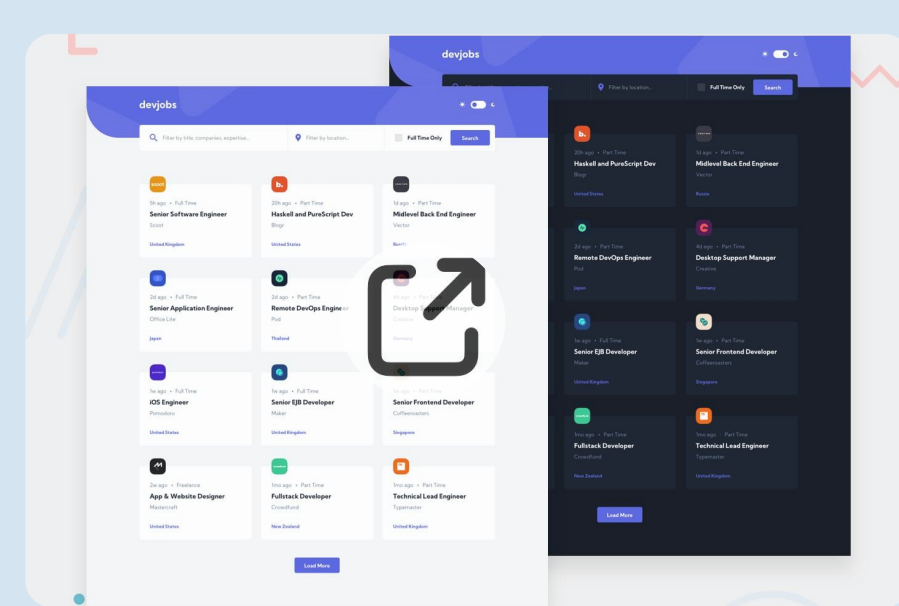 devjobs
Full Time Only
Search
devjobs
Filter by location...
Filter by title, companies, expertise...
Filter by location...
Full Time Only
Search
scoot
5h ago • Full Time
Senior Software Engineer
Scoot
United Kingdom
b.
20h ago • Part Time
Haskell and PureScript Dev
Blogr
United States
1d ago • Part Time
Midlevel Back End Engineer
Vector
2d ago • Full Time
Senior Application Engineer
Office Lite
Japan
2d ago • Part Time
Remote DevOps Engineer
Pod
Thailand
Desktop Support Manager
Germany
1w ago • Full Time
iOS Engineer
Pomodoro
United States
1w ago • Full Time
Senior EJB Developer
Maker
United Kingdom
1w ago • Part Time
Senior Frontend Developer
Coffeeroasters
Singapore
2w ago • Freelance
App & Website Designer
Mastercraft
United States
1mo ago • Part Time
Fullstack Developer
Crowdfund
New Zealand
1mo ago • Part Time
Technical Lead Engineer
Typemaster
United Kingdom
Load More
b.
20h ago • Part Time
Haskell and PureScript Dev
Blogr
United States
1d ago • Part Time
Midlevel Back End Engineer
Vector
Russia
2d ago • Part Time
Remote DevOps Engineer
Pod
Japan
4d ago • Part Time
Desktop Support Manager
Creative
Germany
1w ago • Full Time
Senior EJB Developer
Maker
United Kingdom
1w ago • Part Time
Senior Frontend Developer
Coffeeroasters
Singapore
1mo ago • Part Time
Fullstack Developer
Crowdfund
New Zealand
1mo ago • Part Time
Technical Lead Engineer
Typemaster
United Kingdom
Load More